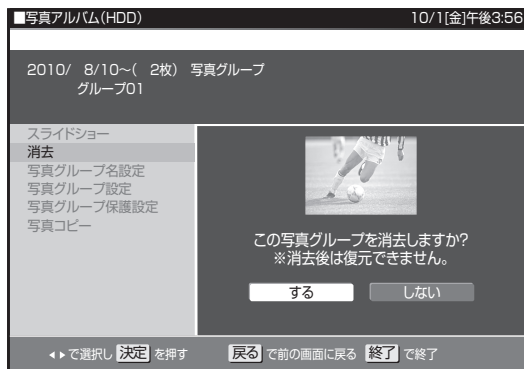 ■写真アルバム(HDD) 10/1[金]午後3:56
2010/ 8/10～( 2枚) 写真グループ
グループ01
スライドショー
消去
写真グループ名設定
写真グループ設定
写真グループ保護設定
写真コピー
この写真グループを消去しますか?
※消去後は復元できません。
する しない
で選択し 決定 を押す 戻る で前の画面に戻る 終了 で終了